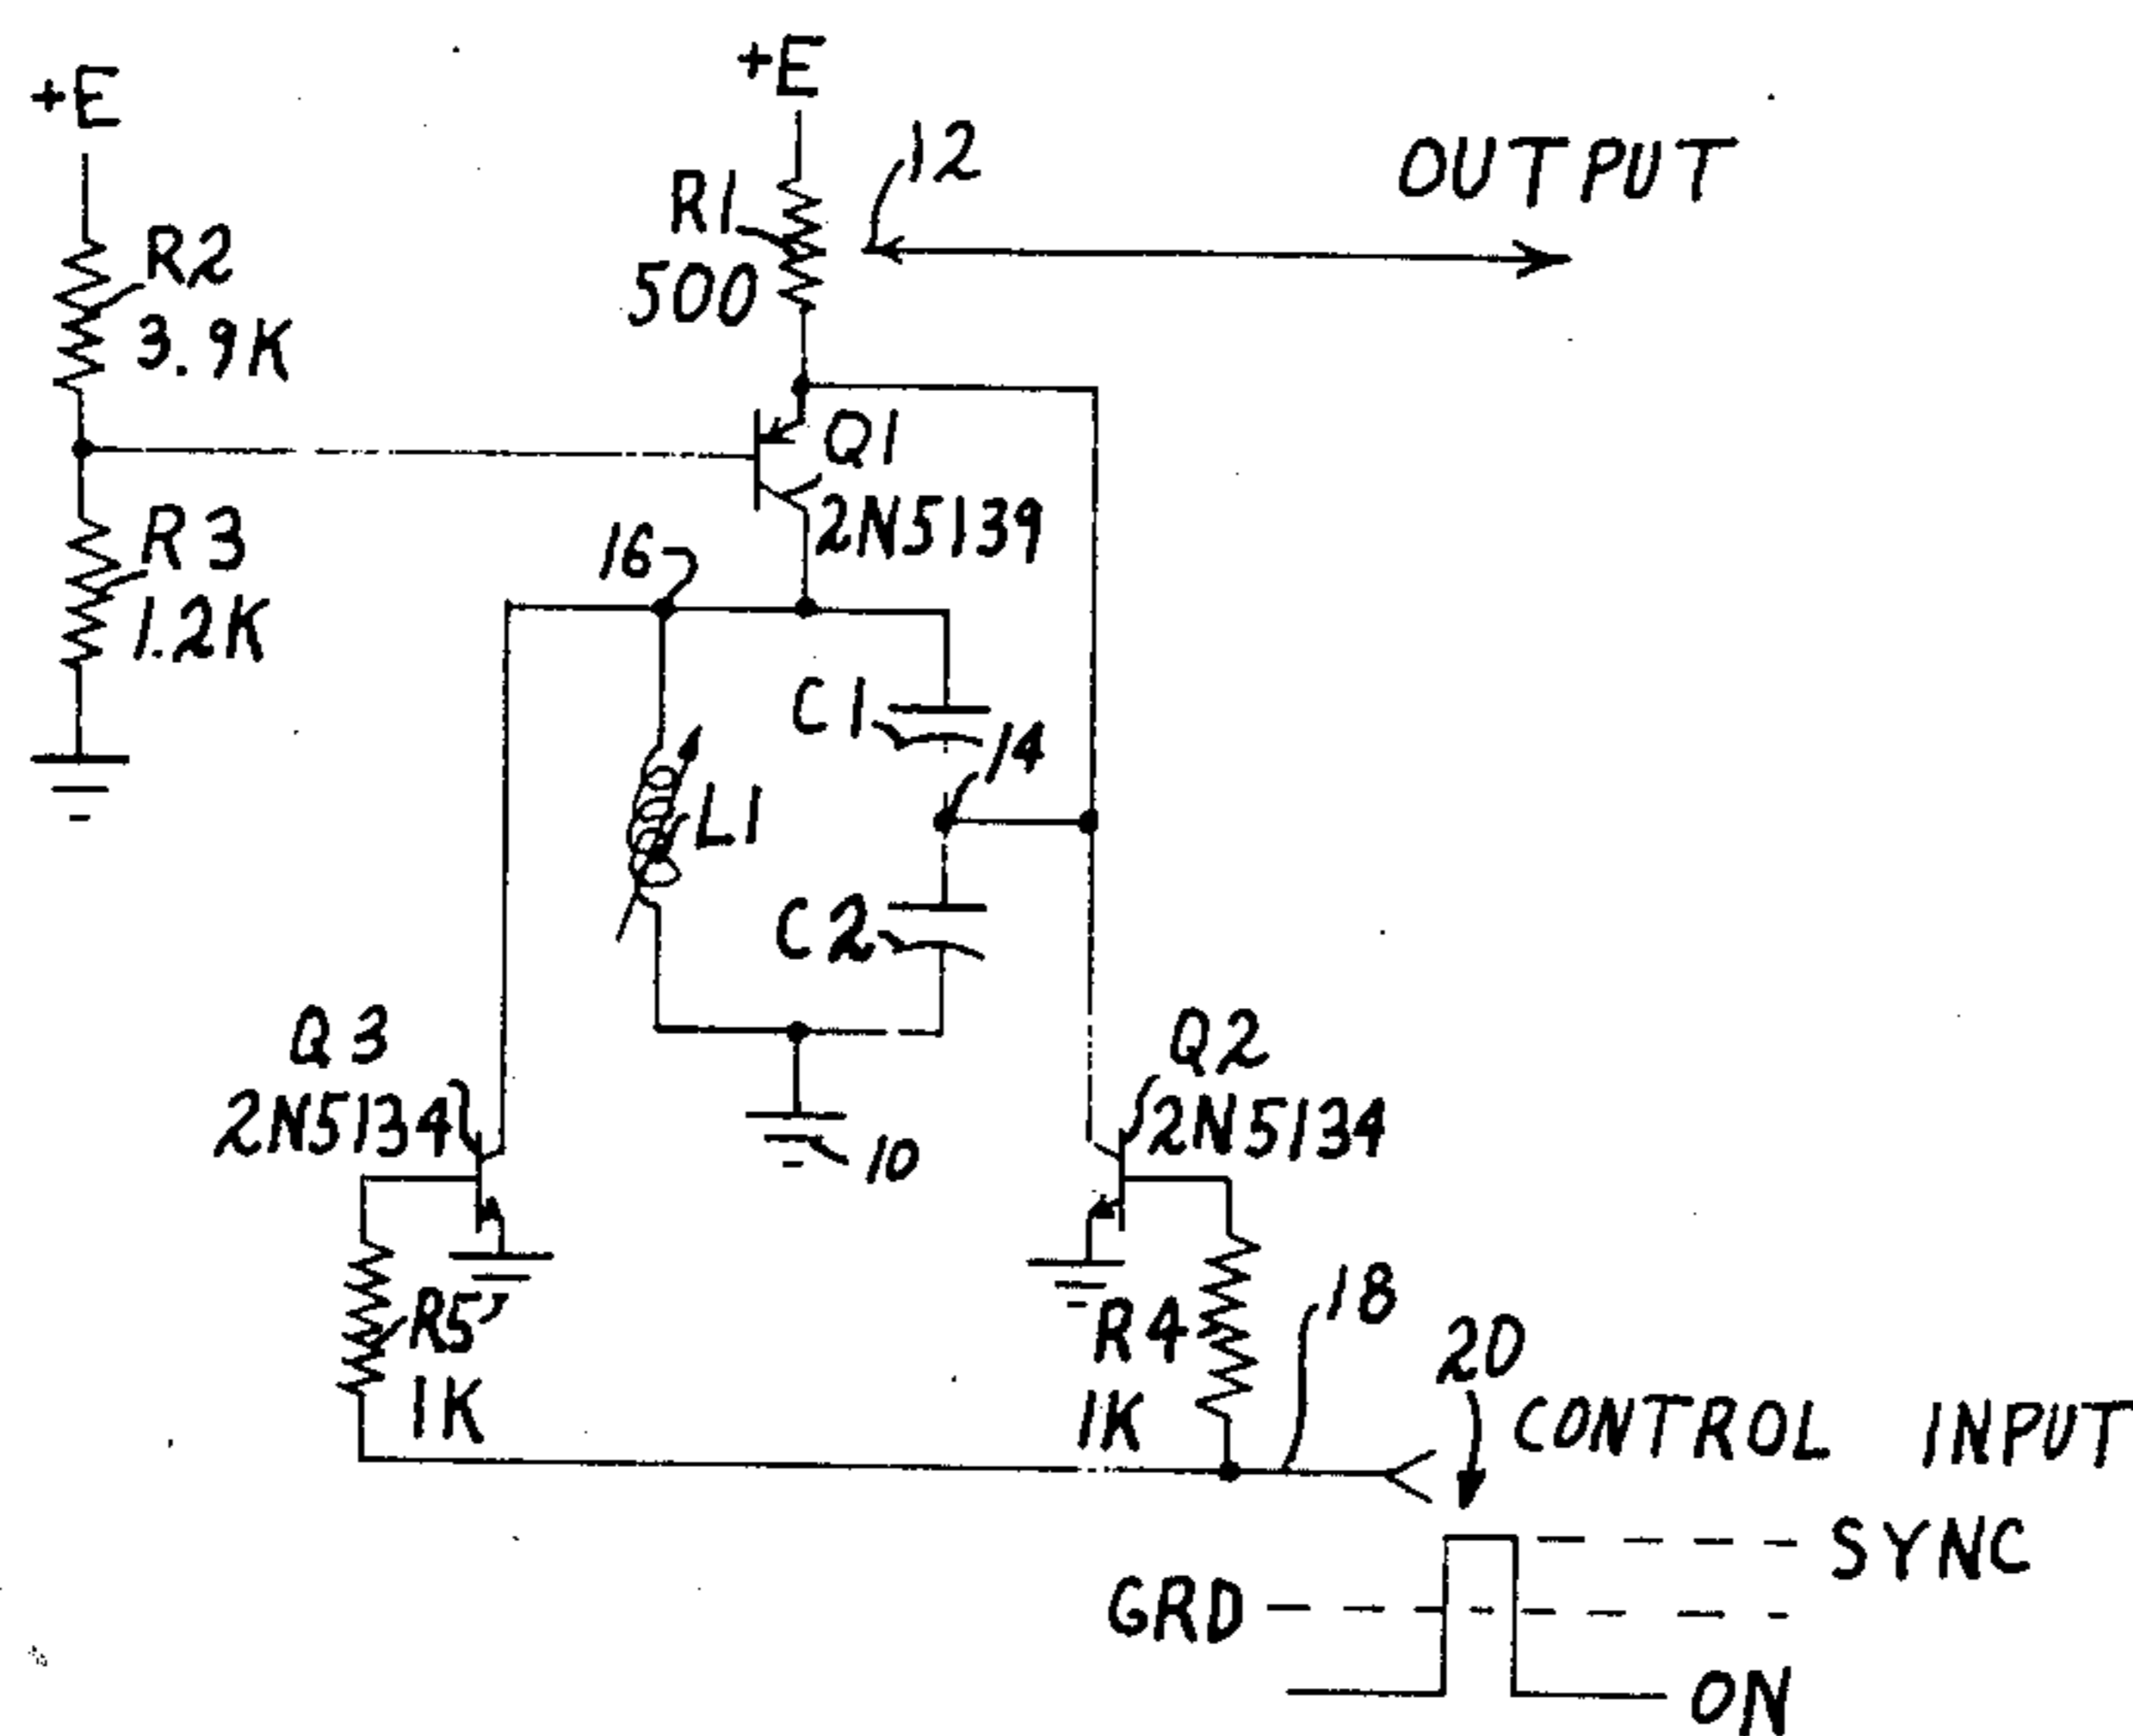 +E
+E
12
OUTPUT
R1
500
R2
3.9K
Q1
2N5139
R3
1.2K
16
C1
14
L1
C2
Q3
2N5134
Q2
2N5134
10
R5
1K
R4
1K
18
20
CONTROL INPUT
SYNC
GRD
ON